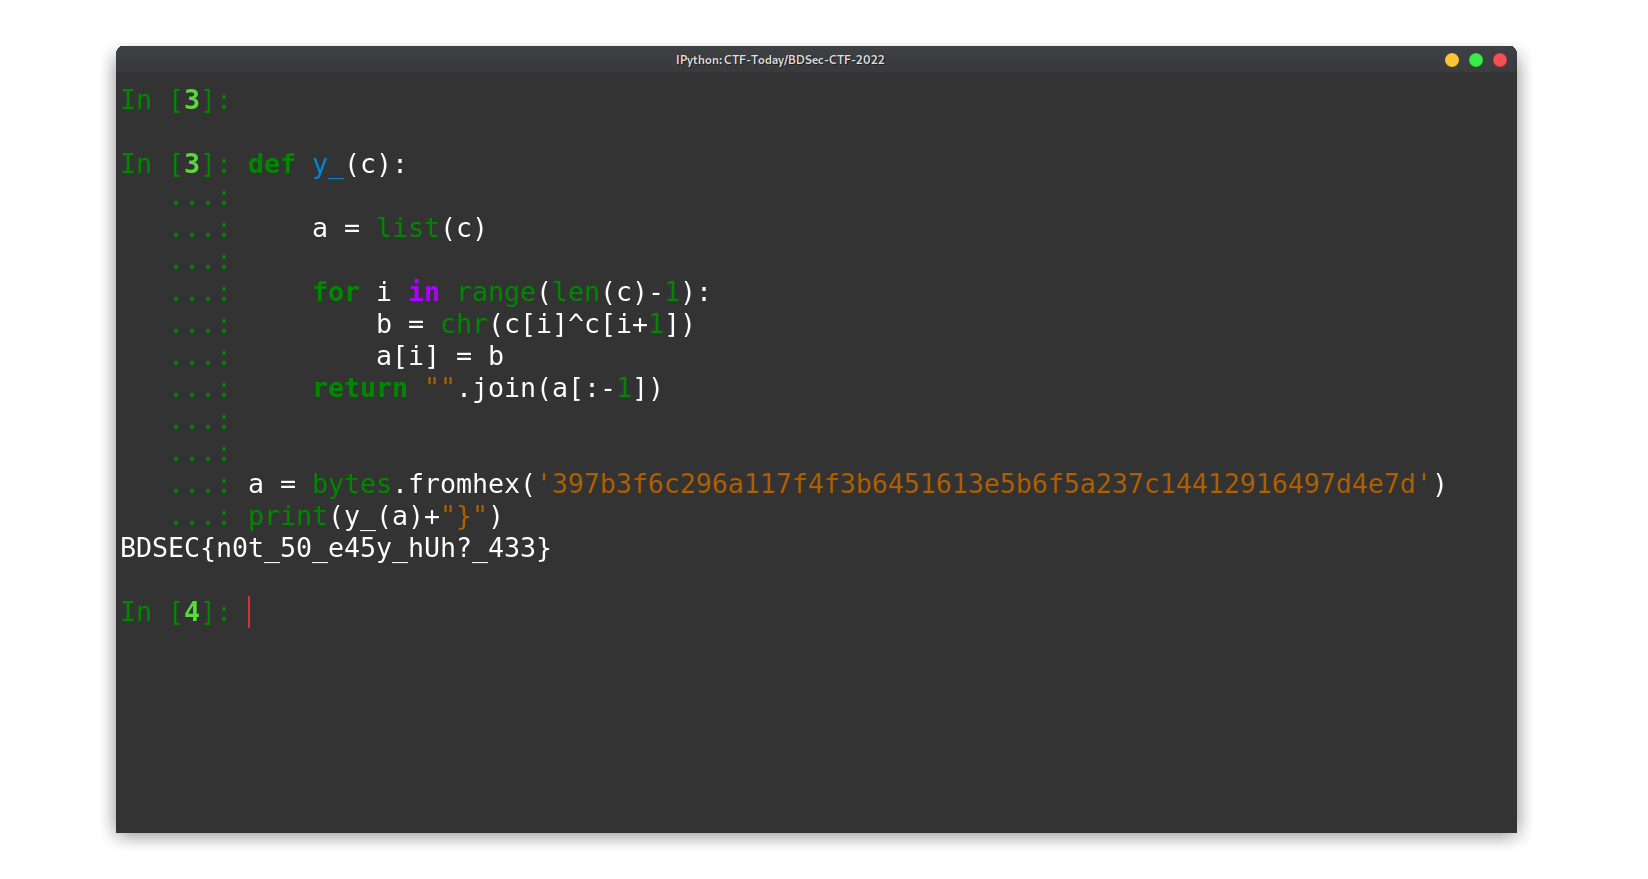 IPython: CTF-Today/BDSec-CTF-2022
In [3]:
In [3]: def y_(c):
   ...:
   ...:     a = list(c)
   ...:
   ...:     for i in range(len(c)-1):
   ...:         b = chr(c[i]^c[i+1])
   ...:         a[i] = b
   ...:     return "".join(a[:-1])
   ...:
   ...:
   ...: a = bytes.fromhex('397b3f6c296a117f4f3b6451613e5b6f5a237c14412916497d4e7d')
   ...: print(y_(a)+"}")
BDSEC{n0t_50_e45y_hUh?_433}
In [4]: